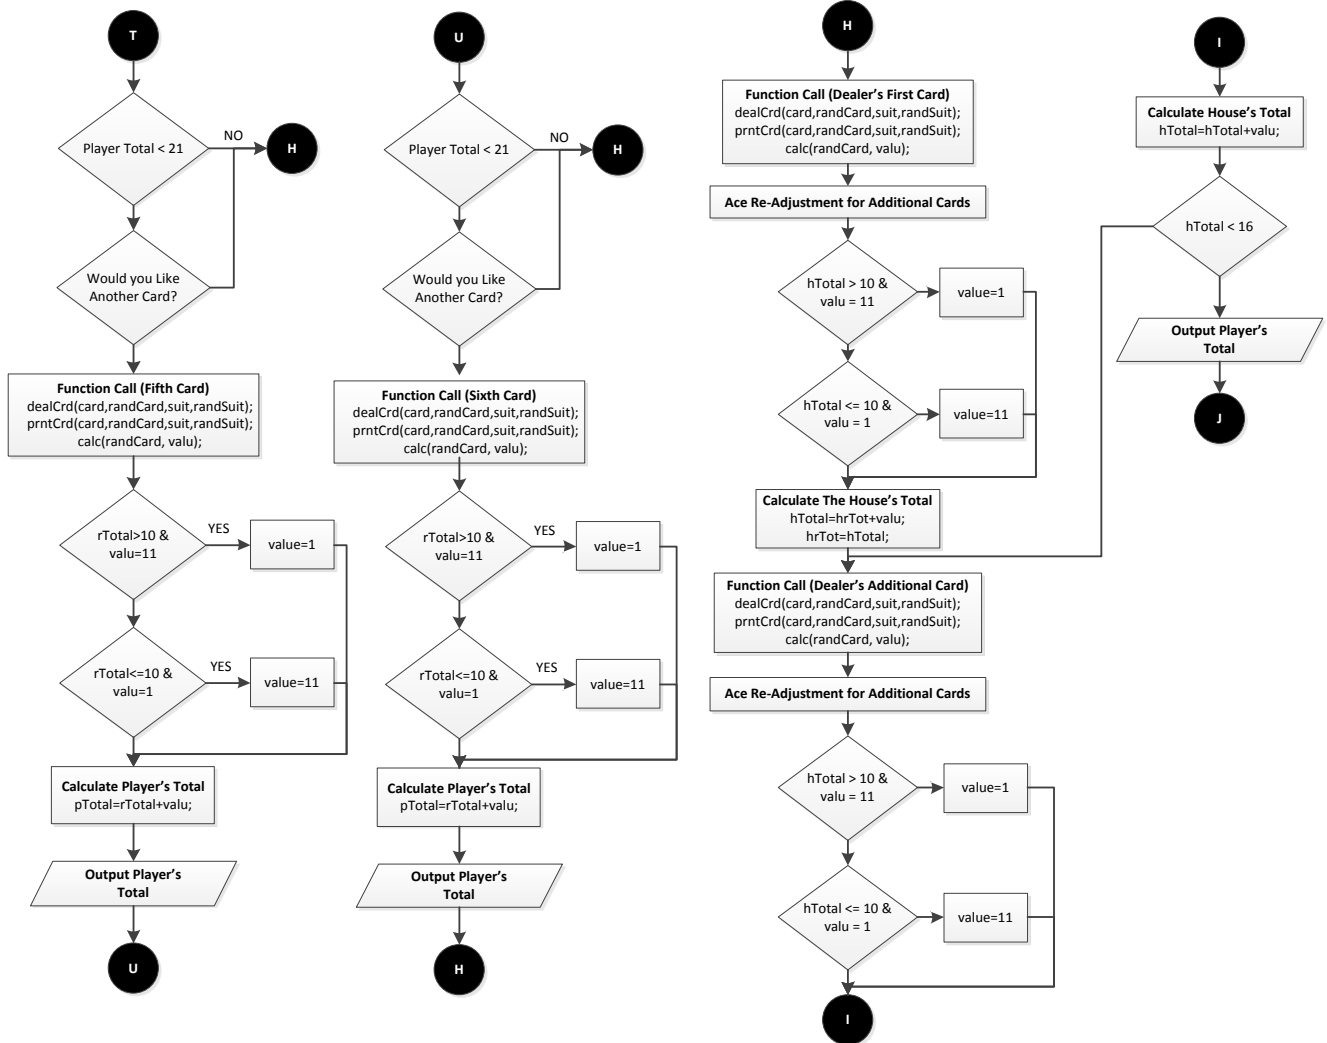 T
Player Total < 21
NO
H
Would you Like
Another Card?
Function Call (Fifth Card)
dealCrd(card,randCard,suit,randSuit);
prntCrd(card,randCard,suit,randSuit);
calc(randCard, valu);
rTotal>10 &
valu=11
YES
value=1
rTotal<=10 &
valu=1
YES
value=11
Calculate Player's Total
pTotal=rTotal+valu;
Output Player's
Total
U
U
Player Total < 21
NO
H
Would you Like
Another Card?
Function Call (Sixth Card)
dealCrd(card,randCard,suit,randSuit);
prntCrd(card,randCard,suit,randSuit);
calc(randCard, valu);
rTotal>10 &
valu=11
YES
value=1
rTotal<=10 &
valu=1
YES
value=11
Calculate Player's Total
pTotal=rTotal+valu;
Output Player's
Total
H
H
Function Call (Dealer's First Card)
dealCrd(card,randCard,suit,randSuit);
prntCrd(card,randCard,suit,randSuit);
calc(randCard, valu);
Ace Re-Adjustment for Additional Cards
hTotal > 10 &
valu = 11
value=1
hTotal <= 10 &
valu = 1
value=11
Calculate The House's Total
hTotal=hrTot+valu;
hrTot=hTotal;
Function Call (Dealer's Additional Card)
dealCrd(card,randCard,suit,randSuit);
prntCrd(card,randCard,suit,randSuit);
calc(randCard, valu);
Ace Re-Adjustment for Additional Cards
hTotal > 10 &
valu = 11
value=1
hTotal <= 10 &
valu = 1
value=11
I
I
Calculate House's Total
hTotal=hTotal+valu;
hTotal < 16
Output Player's
Total
J